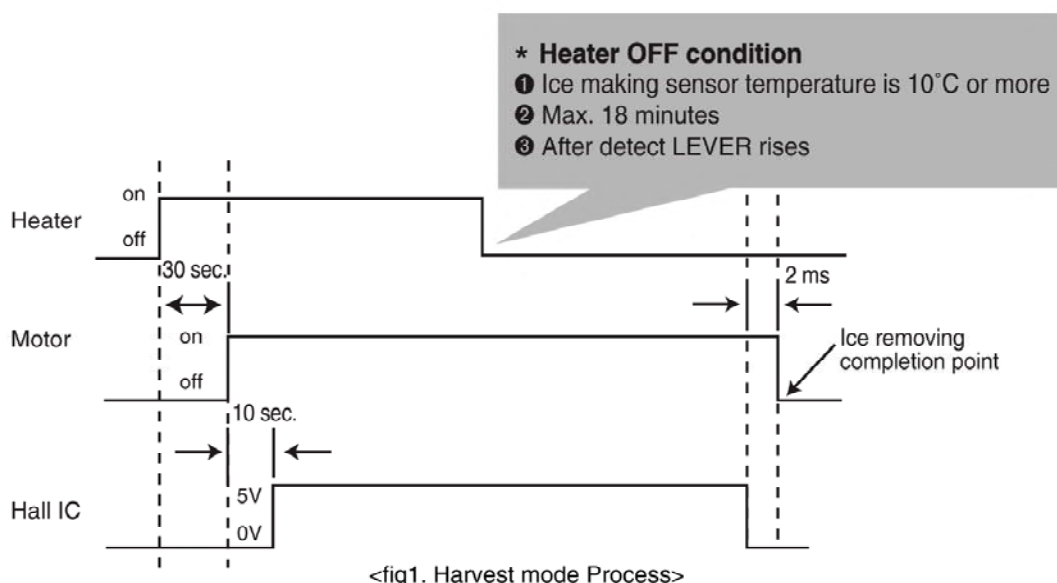 * Heater OFF condition
❶ Ice making sensor temperature is 10˚C or more
❷ Max. 18 minutes
❸ After detect LEVER rises
on
Heater
off
30 sec.
2 ms
Motor
on
Ice removing
completion point
off
10 sec.
5V
Hall IC
0V
<fig1. Harvest mode Process>